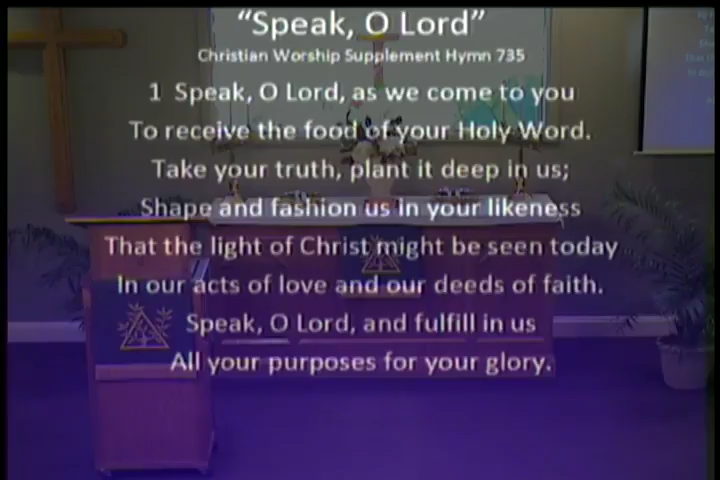 “Speak, O Lord”
Christian Worship Supplement Hymn 735
1 Speak, O Lord, as we come to you
To receive the food of your Holy Word.
Take your truth, plant it deep in us;
Shape and fashion us in your likeness
That the light of Christ might be seen today
In our acts of love and our deeds of faith.
Speak, O Lord, and fulfill in us
All your purposes for your glory.